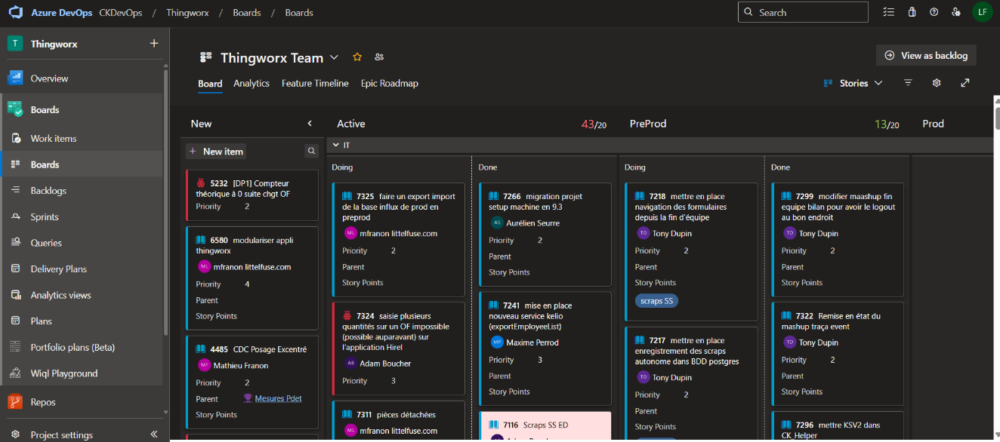 Azure DevOps CKDevOps / Thingworx / Boards / Boards
Search
LF
T Thingworx
Overview
Boards
Work items
Boards
Backlogs
Sprints
Queries
Delivery Plans
Analytics views
Plans
Portfolio plans (Beta)
Wiql Playground
Repos
Project settings
Thingworx Team
View as backlog
Board Analytics Feature Timeline Epic Roadmap
Stories
New
Active 43/20
PreProd 13/20
Prod
IT
New item
5232 [DP1] Compteur
théorique à 0 suite chgt OF
Priority 2
6580 modulariser appli
thingworx
ML mfranon littelfuse.com
Priority 4
Parent
Story Points
4485 CDC Posage Excentré
MF Mathieu Franon
Priority 2
Parent Mesures Pdet
Story Points
Doing
7325 faire un export import
de la base influx de prod en
preprod
ML mfranon littelfuse.com
Priority 2
Parent
Story Points
7324 saisie plusieurs
quantités sur un OF impossible
(possible auparavant) sur
l'application Hirel
AB Adam Boucher
Priority 3
7311 pièces détachées
ML mfranon littelfuse.com
Done
7266 migration projet
setup machine en 9.3
AS Aurélien Seurre
Priority 2
Parent
Story Points
7241 mise en place
nouveau service kelio
(exportEmployeeList)
MP Maxime Perrod
Priority 3
Parent
Story Points
7116 Scraps SS ED
Doing
7218 mettre en place
navigation des formulaires
depuis la fin d'équipe
TD Tony Dupin
Priority 2
Parent
Story Points
scraps SS
7217 mettre en place
enregistrement des scraps
autonome dans BDD postgres
TD Tony Dupin
Priority 2
Parent
Story Points
Done
7299 modifier maashup fin
equipe bilan pour avoir le logout
au bon endroit
TD Tony Dupin
Priority 2
Parent
Story Points
7322 Remise en état du
mashup traça event
TD Tony Dupin
Priority 2
Parent
Story Points
7296 mettre KSV2 dans
CK_Helper